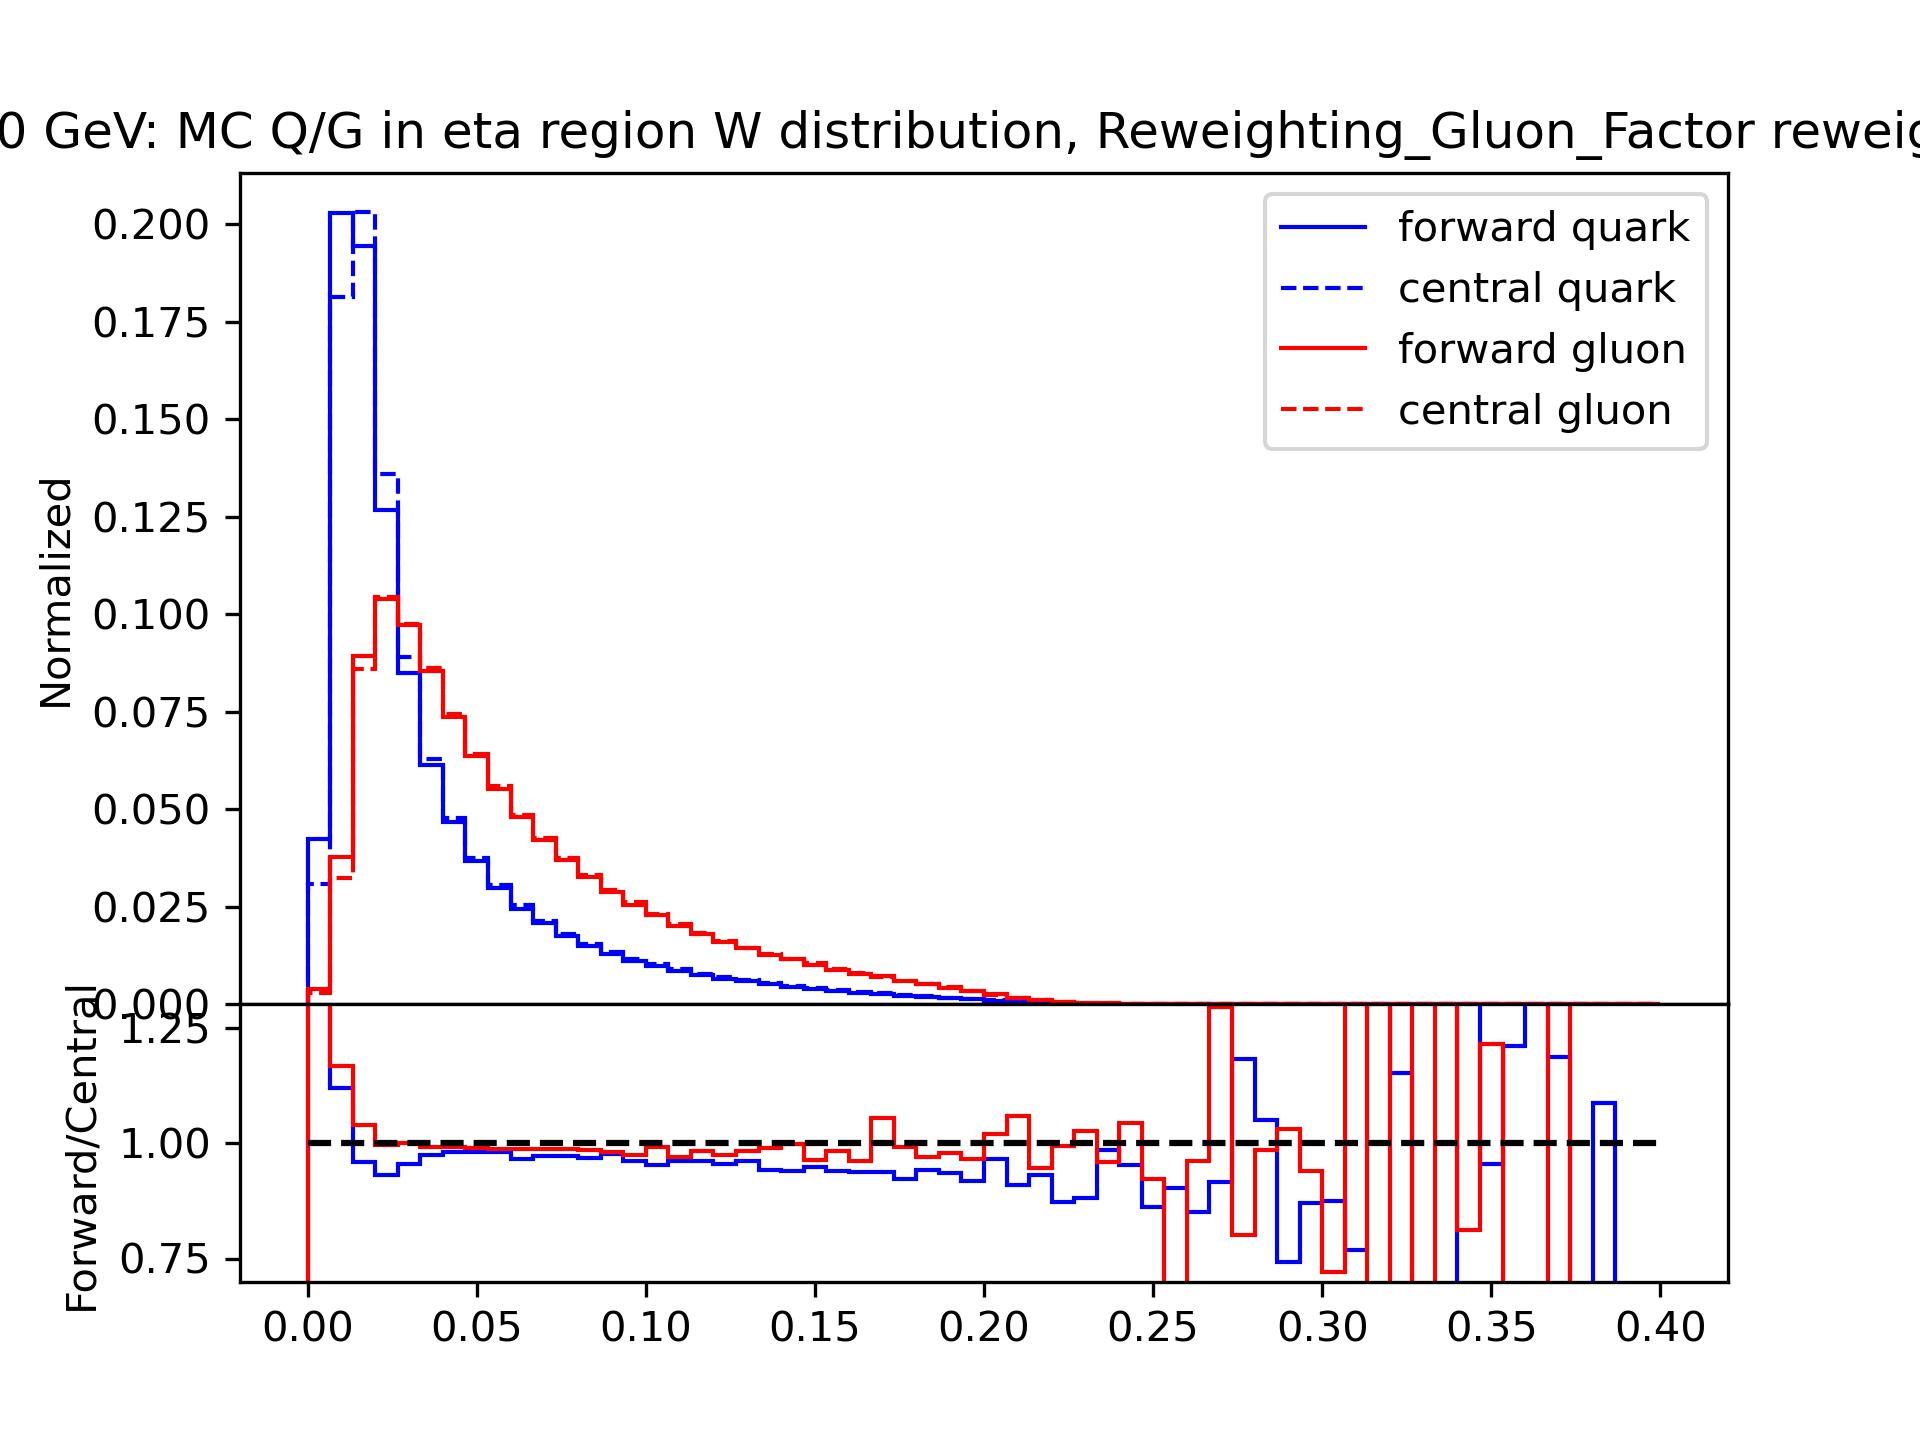 0 GeV: MC Q/G in eta region W distribution, Reweighting_Gluon_Factor
forward quark
central quark
forward gluon
central gluon
Normalized
0.200
0.175
0.150
0.125
0.100
0.075
0.050
0.025
0.000
Forward/Central
1.25
1.00
0.75
0.00 0.05 0.10 0.15 0.20 0.25 0.30 0.35 0.40